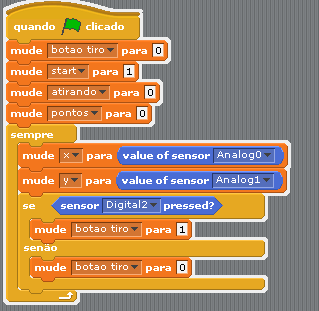 quando clicado
mude botao tiro para 0
mude start para 1
mude atirando para 0
mude pontos para 0
sempre
mude x para value of sensor Analog0
mude y para value of sensor Analog1
se sensor Digital2 pressed?
mude botao tiro para 1
senão
mude botao tiro para 0